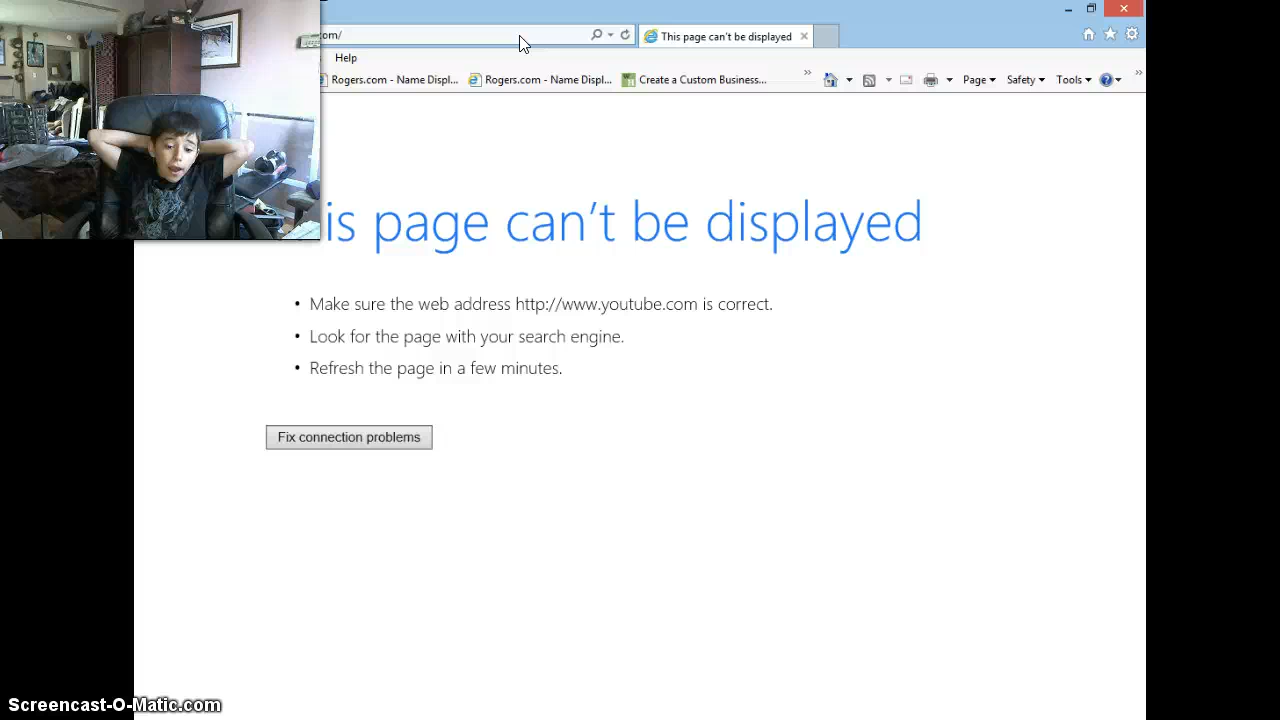 om/
This page can't be displayed
Help
Rogers.com - Name Displ...
Rogers.com - Name Displ...
Create a Custom Business...
Page
Safety
Tools
is page can't be displayed
• Make sure the web address http://www.youtube.com is correct.
• Look for the page with your search engine.
• Refresh the page in a few minutes.
Fix connection problems
Screencast-O-Matic.com